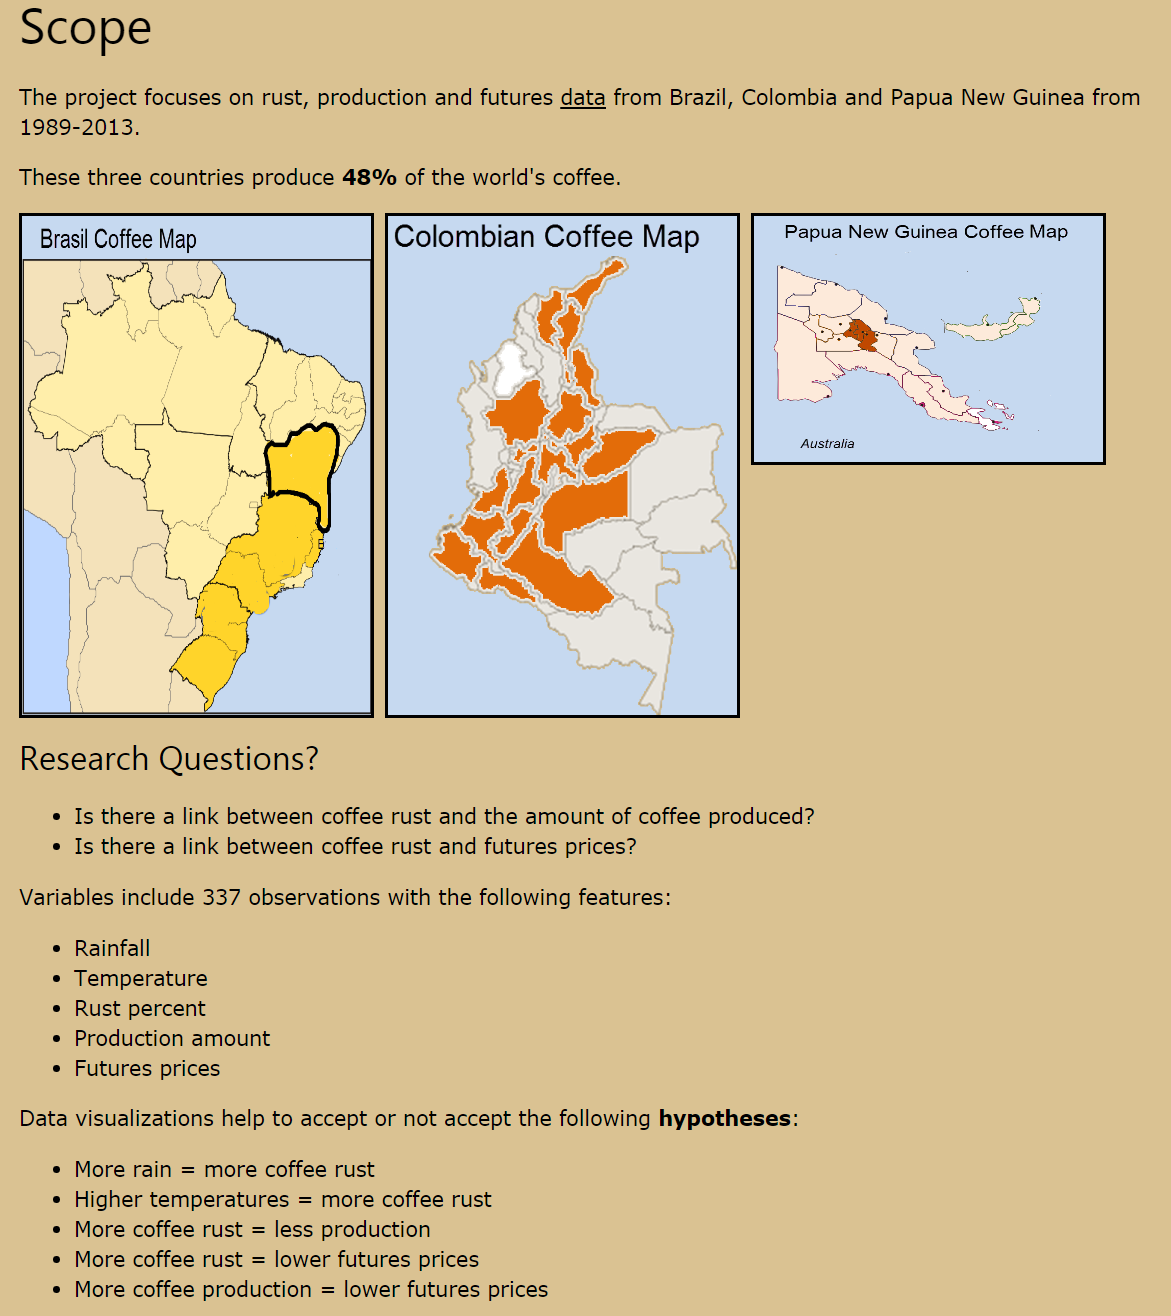 Scope
The project focuses on rust, production and futures data from Brazil, Colombia and Papua New Guinea from
1989-2013.
These three countries produce 48% of the world's coffee.
Brasil Coffee Map
Colombian Coffee Map
Papua New Guinea Coffee Map
Australia
Research Questions?
• Is there a link between coffee rust and the amount of coffee produced?
• Is there a link between coffee rust and futures prices?
Variables include 337 observations with the following features:
• Rainfall
• Temperature
• Rust percent
• Production amount
• Futures prices
Data visualizations help to accept or not accept the following hypotheses:
• More rain = more coffee rust
• Higher temperatures = more coffee rust
• More coffee rust = less production
• More coffee rust = lower futures prices
• More coffee production = lower futures prices